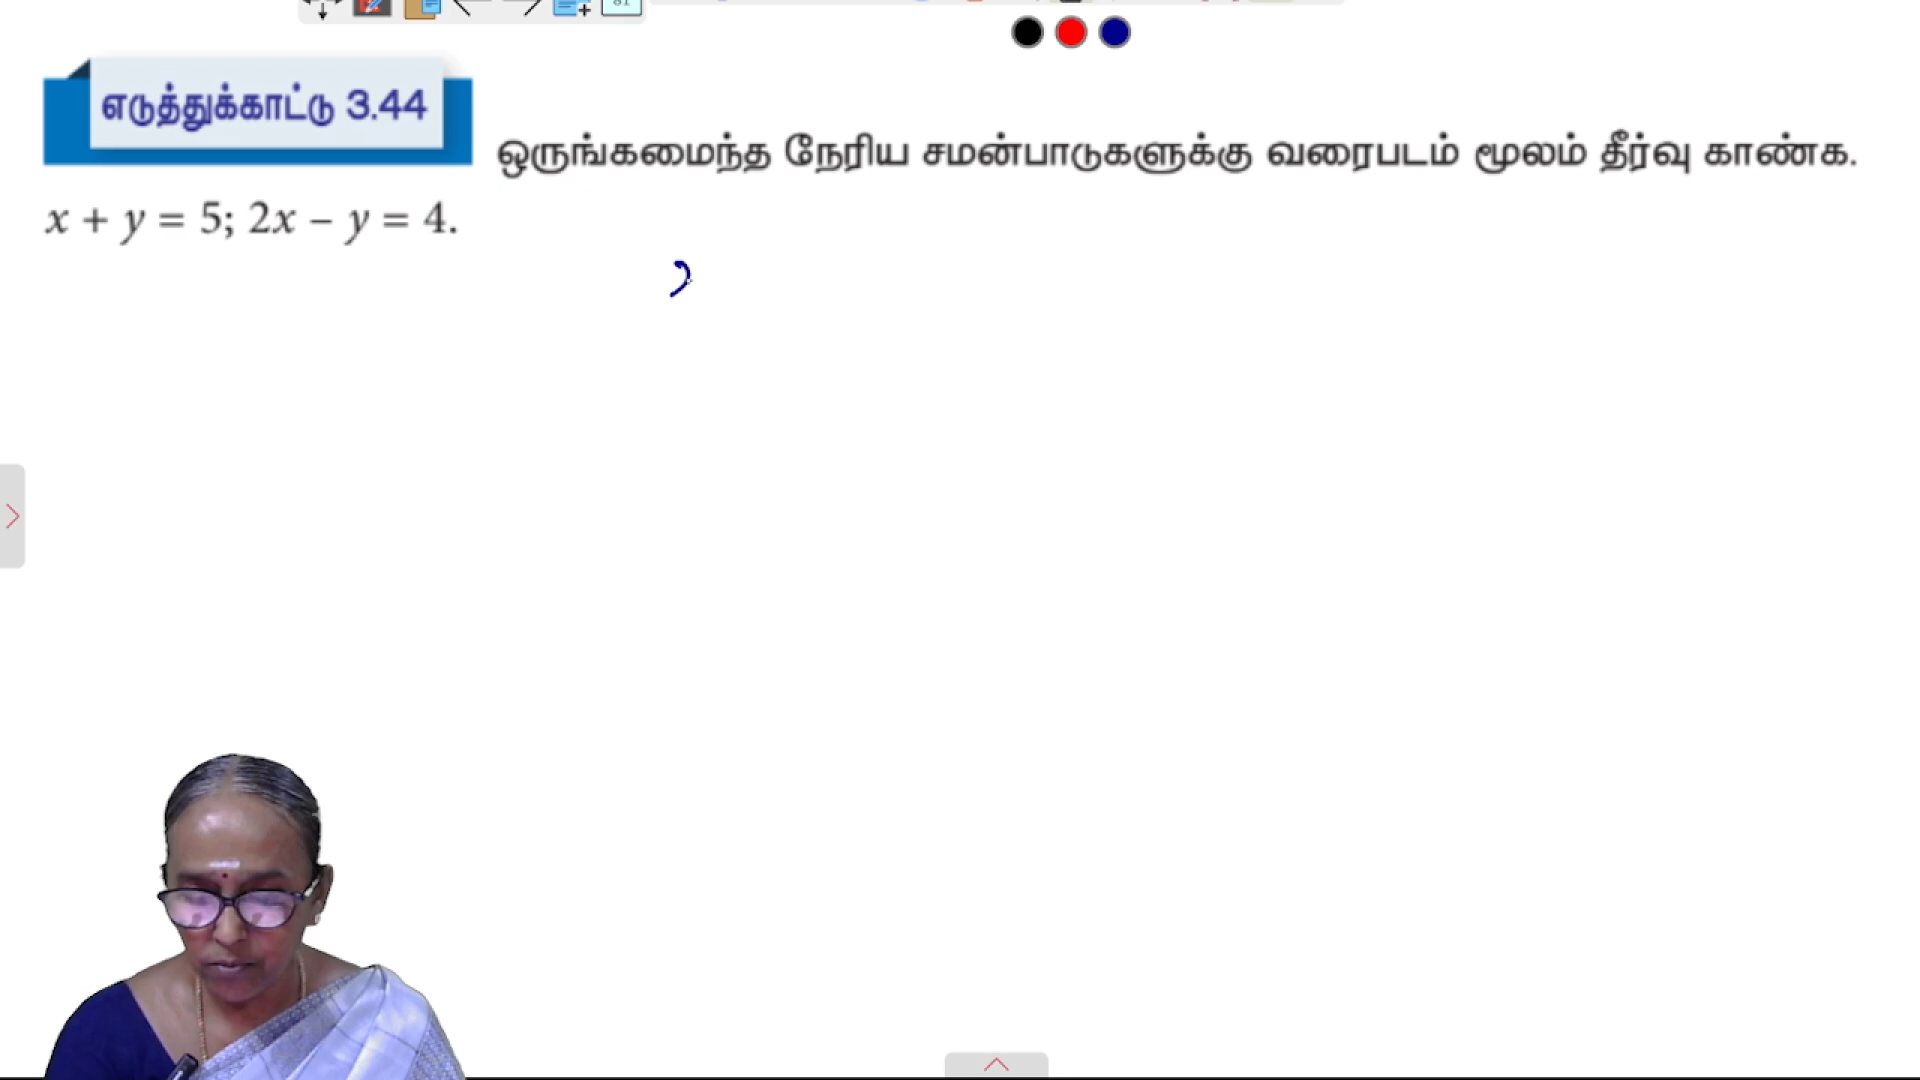 எடுத்துக்காட்டு 3.44
ஒருங்கமைந்த நேரிய சமன்பாடுகளுக்கு வரைபடம் மூலம் தீர்வு காண்க.
x + y = 5; 2x – y = 4.